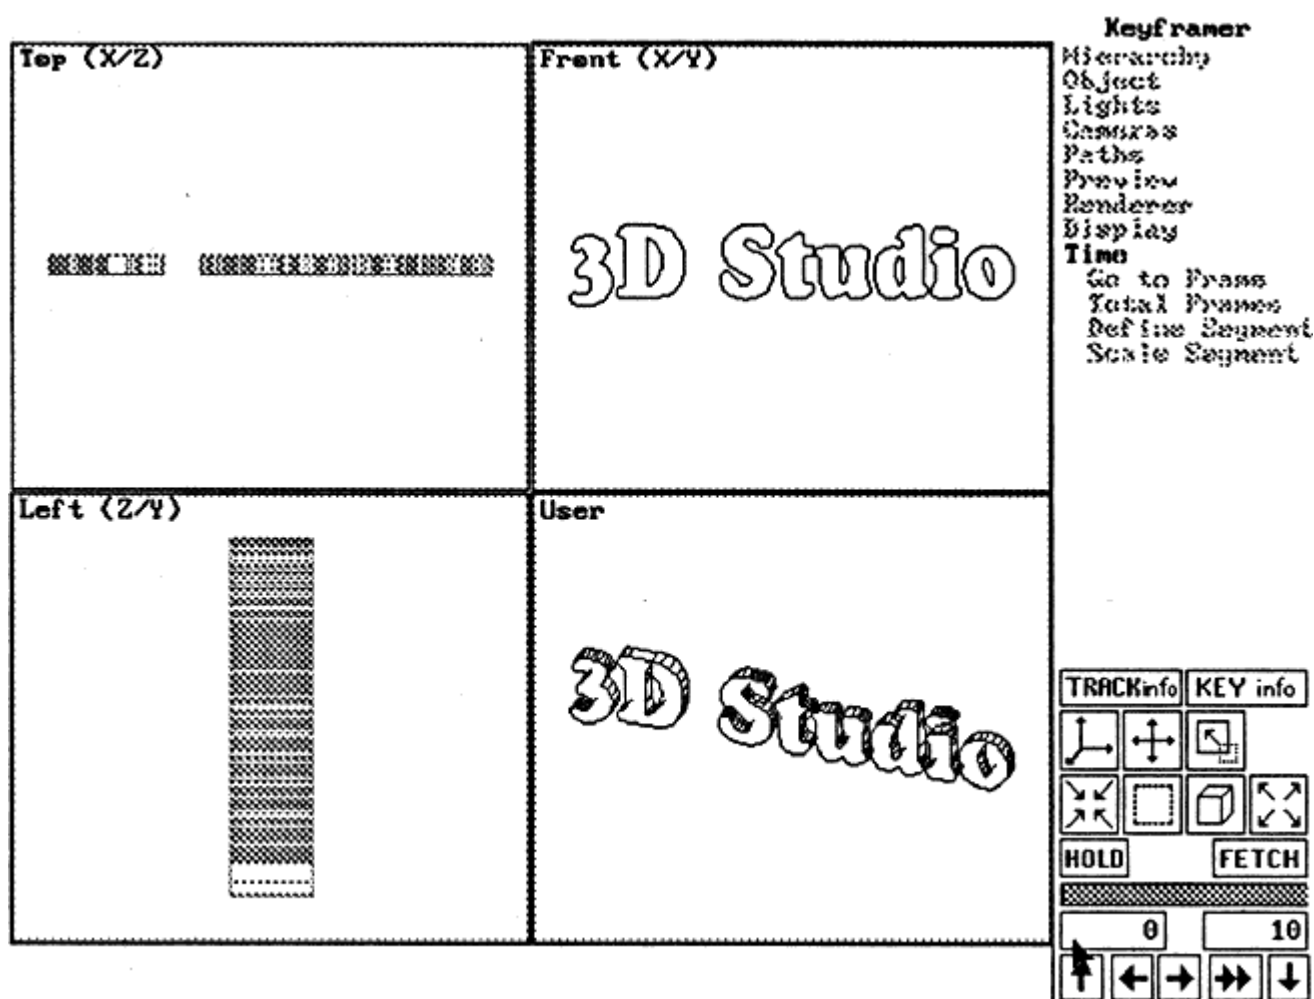 Top (X/Z)
Front (X/Y)
3D Studio
Left (Z/Y)
User
3D Studio
Keyframer
Hierarchy
Object
Lights
Cameras
Paths
Preview
Renderer
Display
Time
Go to Frame
Total Frames
Define Segment
Scale Segment
TRACKinfo
KEY info
HOLD
FETCH
0
10